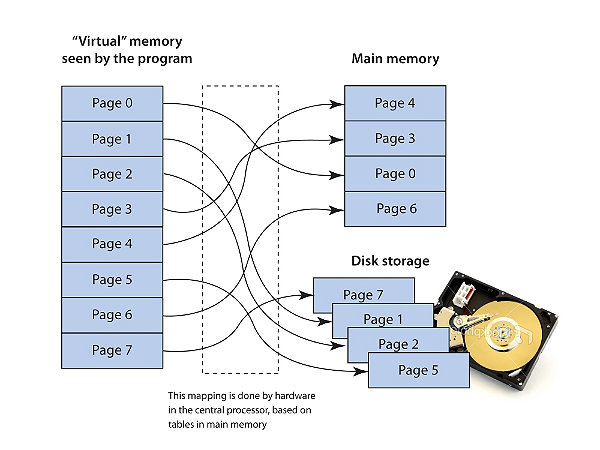 “Virtual” memory
seen by the program
Page 0
Page 1
Page 2
Page 3
Page 4
Page 5
Page 6
Page 7
Main memory
Page 4
Page 3
Page 0
Page 6
Disk storage
Page 7
Page 1
Page 2
Page 5
This mapping is done by hardware
in the central processor, based on
tables in main memory